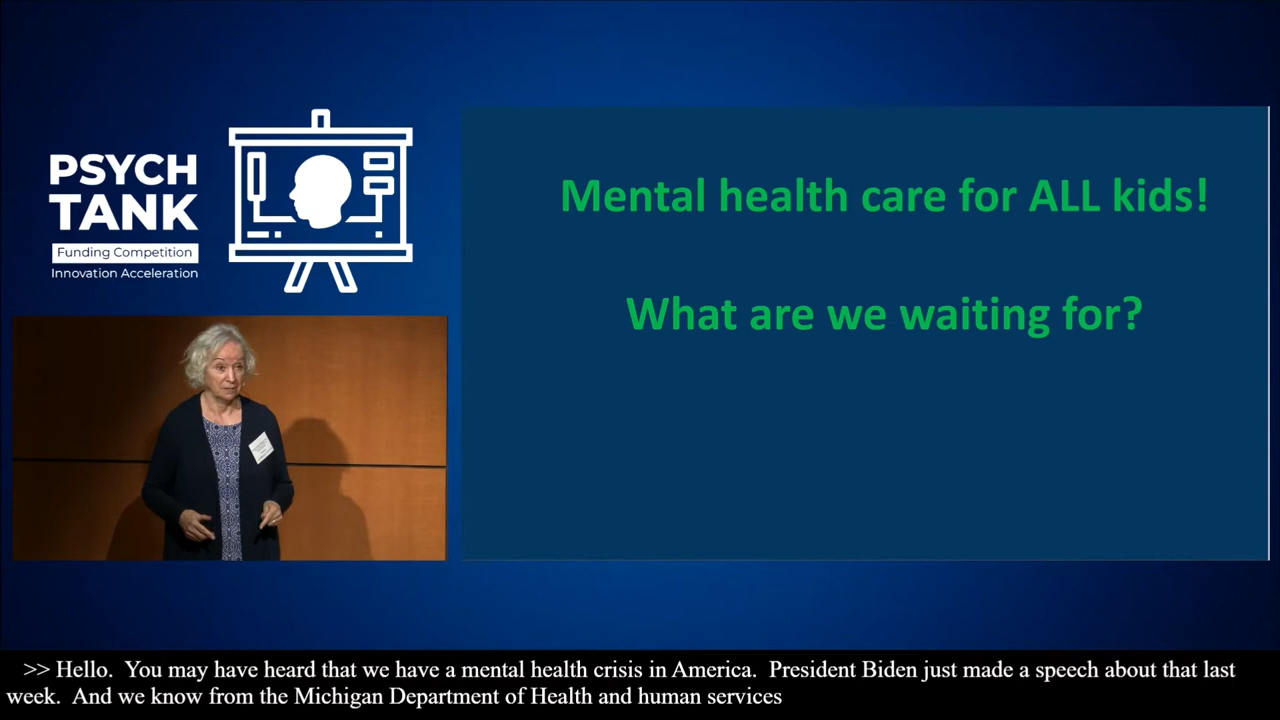 PSYCH
TANK
Funding Competition
Innovation Acceleration
Mental health care for ALL kids!
What are we waiting for?
>> Hello.  You may have heard that we have a mental health crisis in America.  President Biden just made a speech about that last
week.  And we know from the Michigan Department of Health and human services